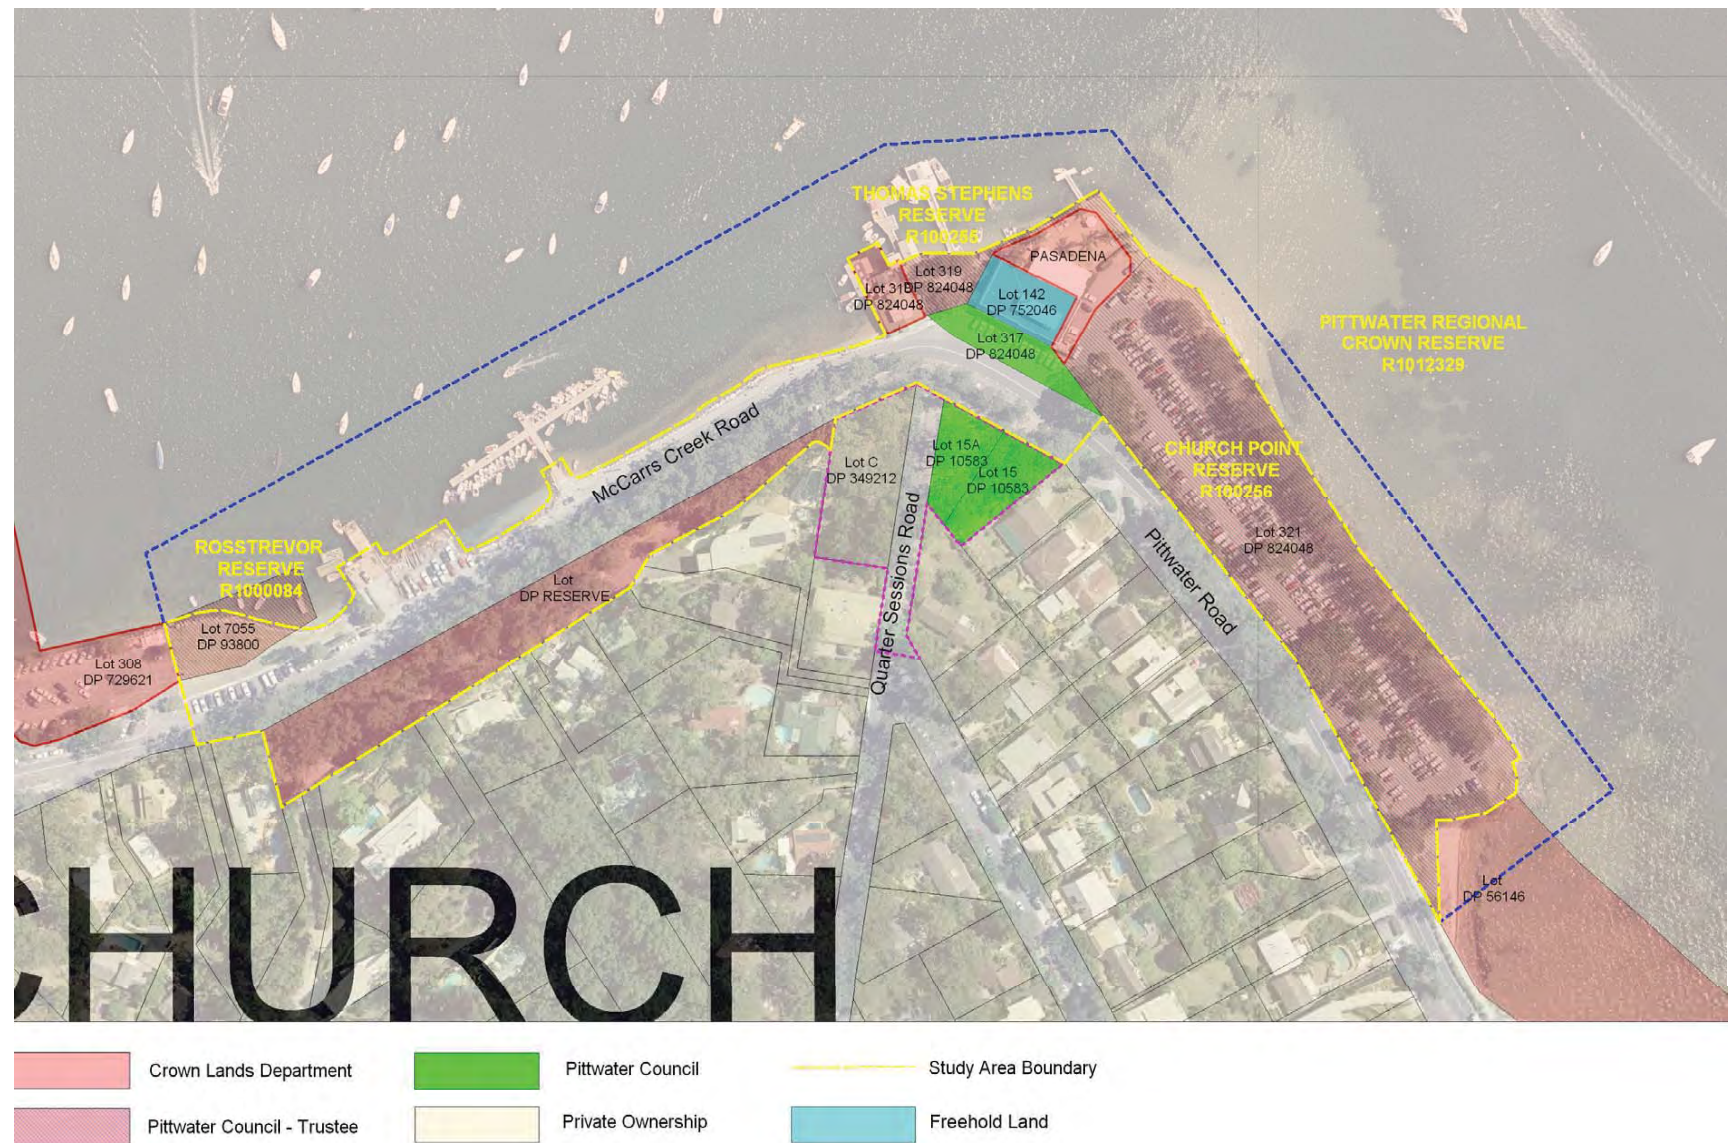 THOMAS STEPHENS
RESERVE
R100255
PASADENA
Lot 319
DP 824048
Lot 318
DP 824048
Lot 142
DP 752046
Lot 317
DP 824048
PITTWATER REGIONAL
CROWN RESERVE
R1012329
McCarrs Creek Road
Lot C
DP 349212
Lot 15A
DP 10583
Lot 15
DP 10583
CHURCH POINT
RESERVE
R100256
Lot 321
DP 824048
Quarter Sessions Road
Pittwater Road
ROSSTREVOR
RESERVE
R1000084
Lot
DP RESERVE
Lot 7055
DP 93800
Lot 308
DP 729621
Lot
DP 56146
CHURCH
Crown Lands Department
Pittwater Council
Study Area Boundary
Pittwater Council - Trustee
Private Ownership
Freehold Land